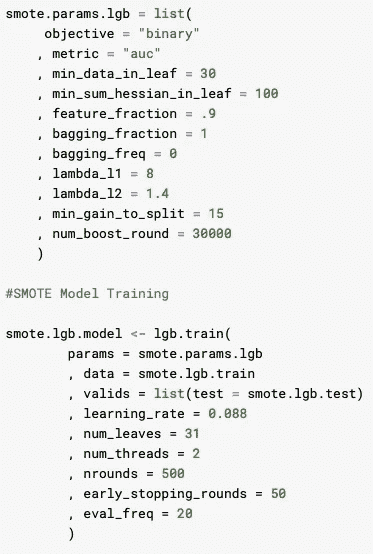 smote.params.lgb = list(
objective = "binary"
, metric = "auc"
, min_data_in_leaf = 30
, min_sum_hessian_in_leaf = 100
, feature_fraction = .9
, bagging_fraction = 1
, bagging_freq = 0
, lambda_l1 = 8
, lambda_l2 = 1.4
, min_gain_to_split = 15
, num_boost_round = 30000
)
#SMOTE Model Training
smote.lgb.model <- lgb.train(
params = smote.params.lgb
, data = smote.lgb.train
, valids = list(test = smote.lgb.test)
, learning_rate = 0.088
, num_leaves = 31
, num_threads = 2
, nrounds = 500
, early_stopping_rounds = 50
, eval_freq = 20
)